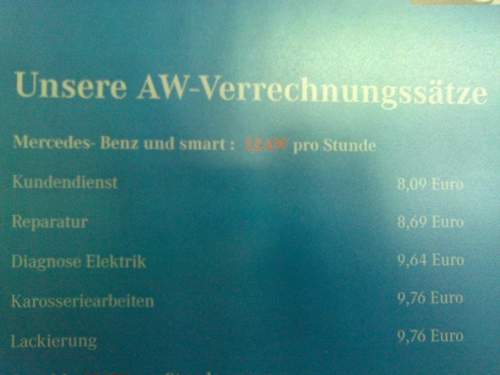 Unsere AW-Verrechnungssätze
Mercedes- Benz und smart : 12 AW pro Stunde
Kundendienst 8,09 Euro
Reparatur 8,69 Euro
Diagnose Elektrik 9,64 Euro
Karosseriearbeiten 9,76 Euro
Lackierung 9,76 Euro